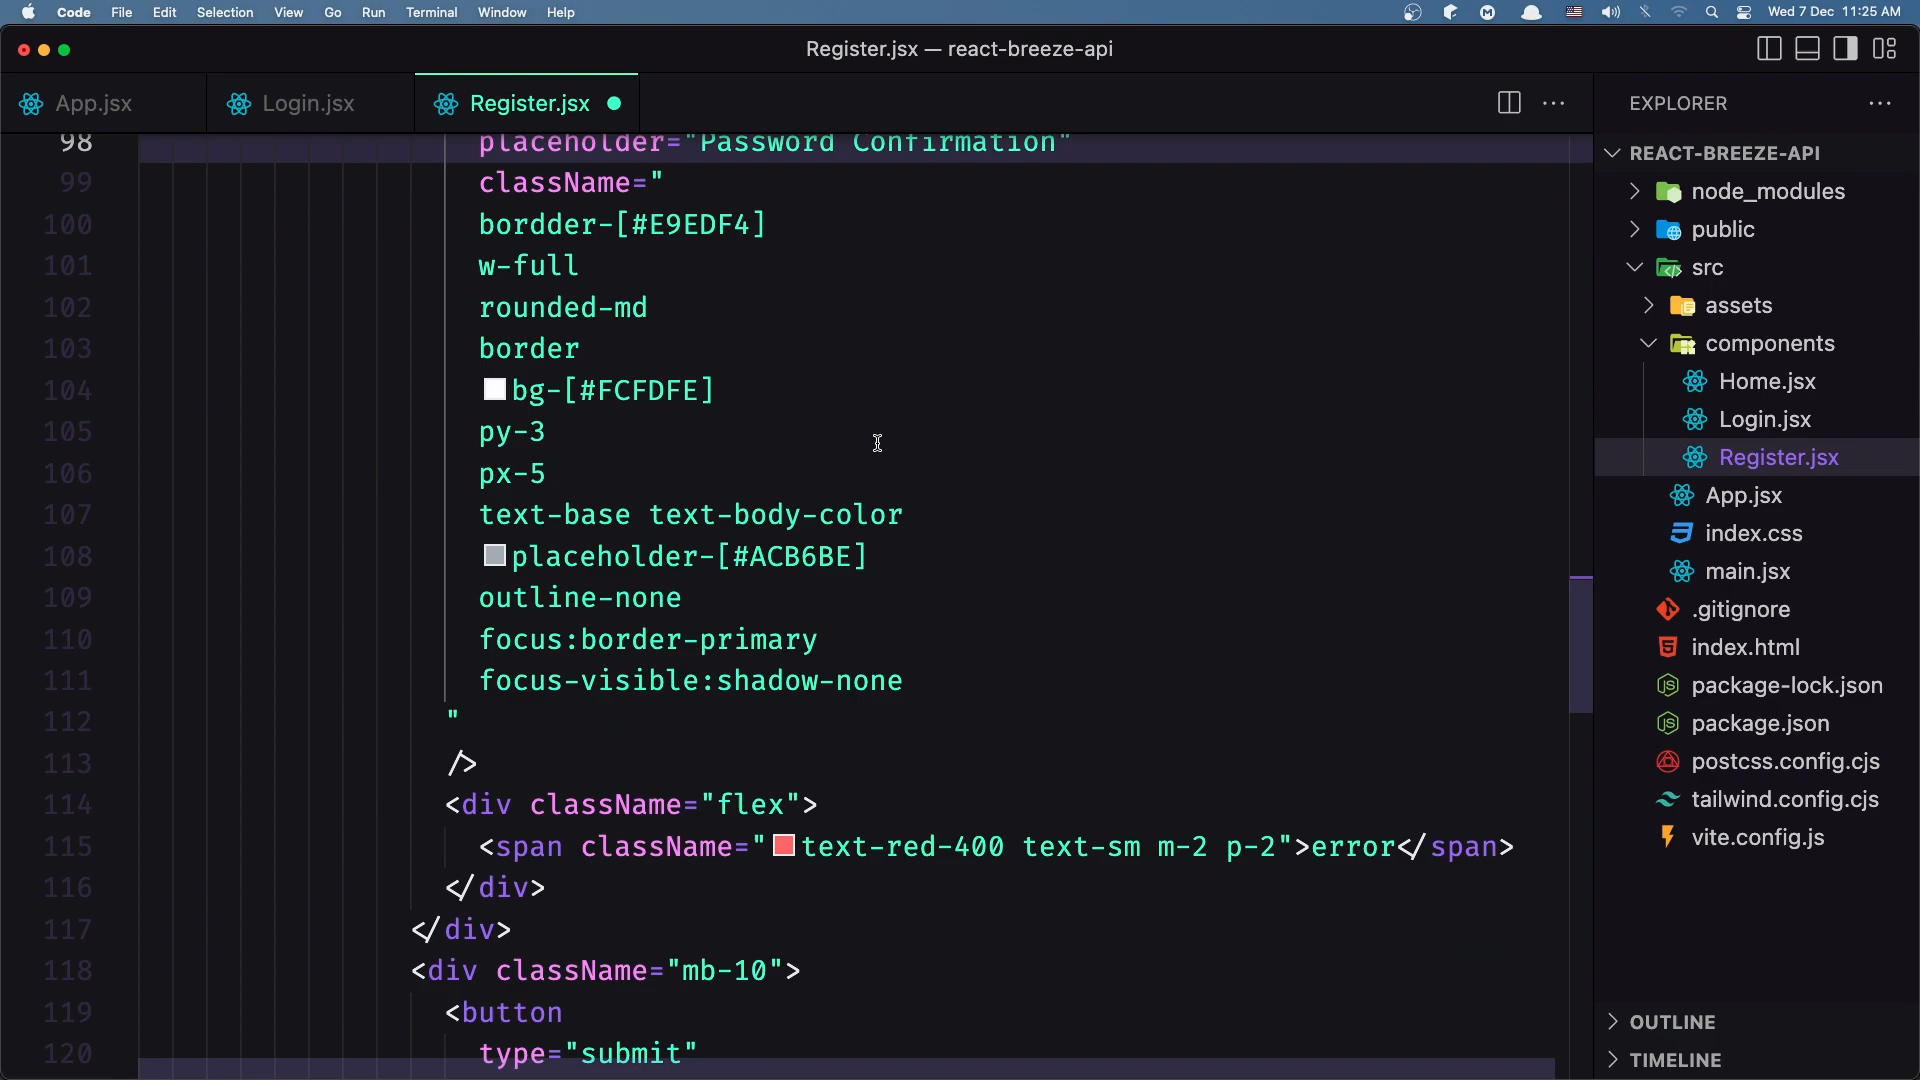 Code File Edit Selection View Go Run Terminal Window Help Wed 7 Dec 11:25 AM
Register.jsx — react-breeze-api
App.jsx Login.jsx Register.jsx
98 placeholder="Password Confirmation"
99 className="
100 bordder-[#E9EDF4]
101 w-full
102 rounded-md
103 border
104 bg-[#FCFDFE]
105 py-3
106 px-5
107 text-base text-body-color
108 placeholder-[#ACB6BE]
109 outline-none
110 focus:border-primary
111 focus-visible:shadow-none
112 "
113 />
114 <div className="flex">
115 <span className="text-red-400 text-sm m-2 p-2">error</span>
116 </div>
117 </div>
118 <div className="mb-10">
119 <button
120 type="submit"
EXPLORER
REACT-BREEZE-API
node_modules
public
src
assets
components
Home.jsx
Login.jsx
Register.jsx
App.jsx
index.css
main.jsx
.gitignore
index.html
package-lock.json
package.json
postcss.config.cjs
tailwind.config.cjs
vite.config.js
OUTLINE
TIMELINE